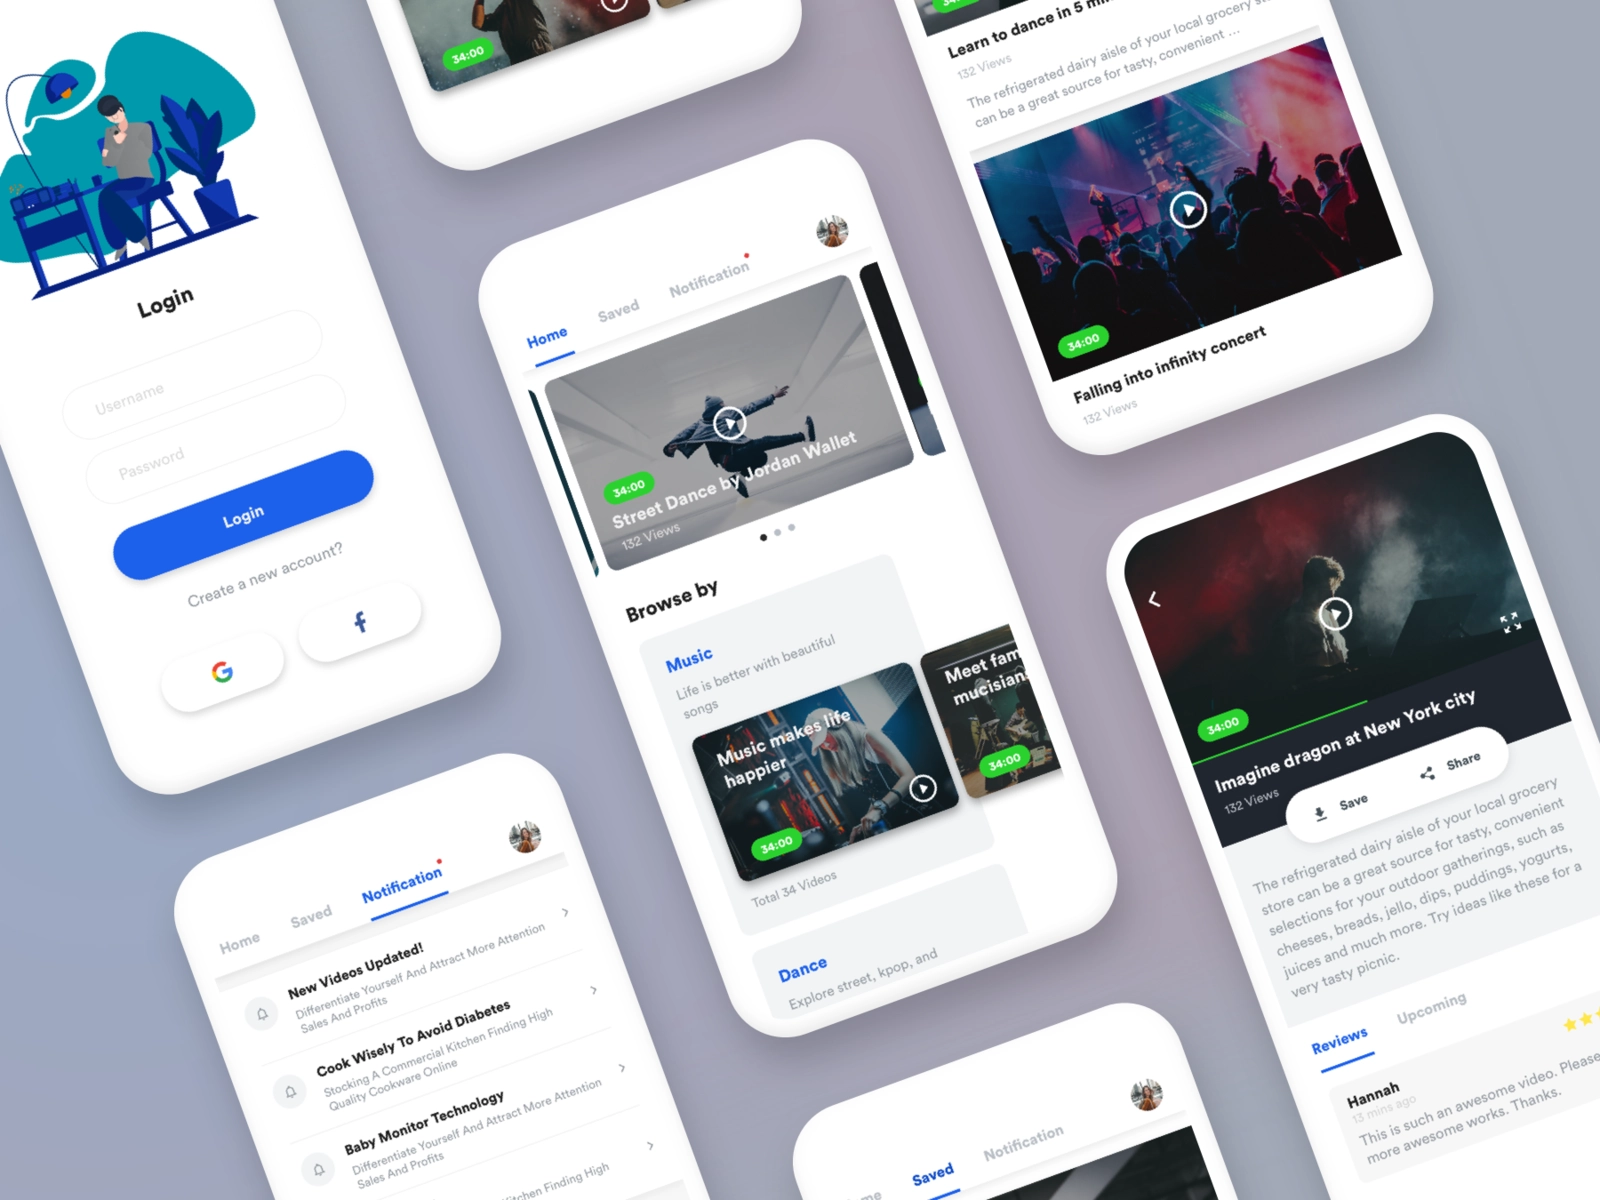 Login
Username
Password
Login
Create a new account?
34:00
Home
Saved
Notification
34:00
Street Dance by Jordan Wallet
132 Views
Browse by
Music
Life is better with beautiful
songs
Music makes life
happier
34:00
Meet fam
mucisian
34:00
Total 34 Videos
Dance
Explore street, kpop, and
34:00
Learn to dance in 5 min
132 Views
The refrigerated dairy aisle of your local grocery
can be a great source for tasty, convenient ...
34:00
Falling into infinity concert
132 Views
34:00
Imagine dragon at New York city
132 Views
Save
Share
The refrigerated dairy aisle of your local grocery
store can be a great source for tasty, convenient
selections for your outdoor gatherings, such as
cheeses, breads, jello, dips, puddings, yogurts,
juices and much more. Try ideas like these for a
very tasty picnic.
Reviews
Upcoming
Hannah
13 mins ago
This is such an awesome video. Please
more awesome works. Thanks.
Home
Saved
Notification
New Videos Updated!
Differentiate Yourself And Attract More Attention
Sales And Profits
Cook Wisely To Avoid Diabetes
Stocking A Commercial Kitchen Finding High
Quality Cookware Online
Baby Monitor Technology
Differentiate Yourself And Attract More Attention
Sales And Profits
Kitchen Finding High
Saved
Notification